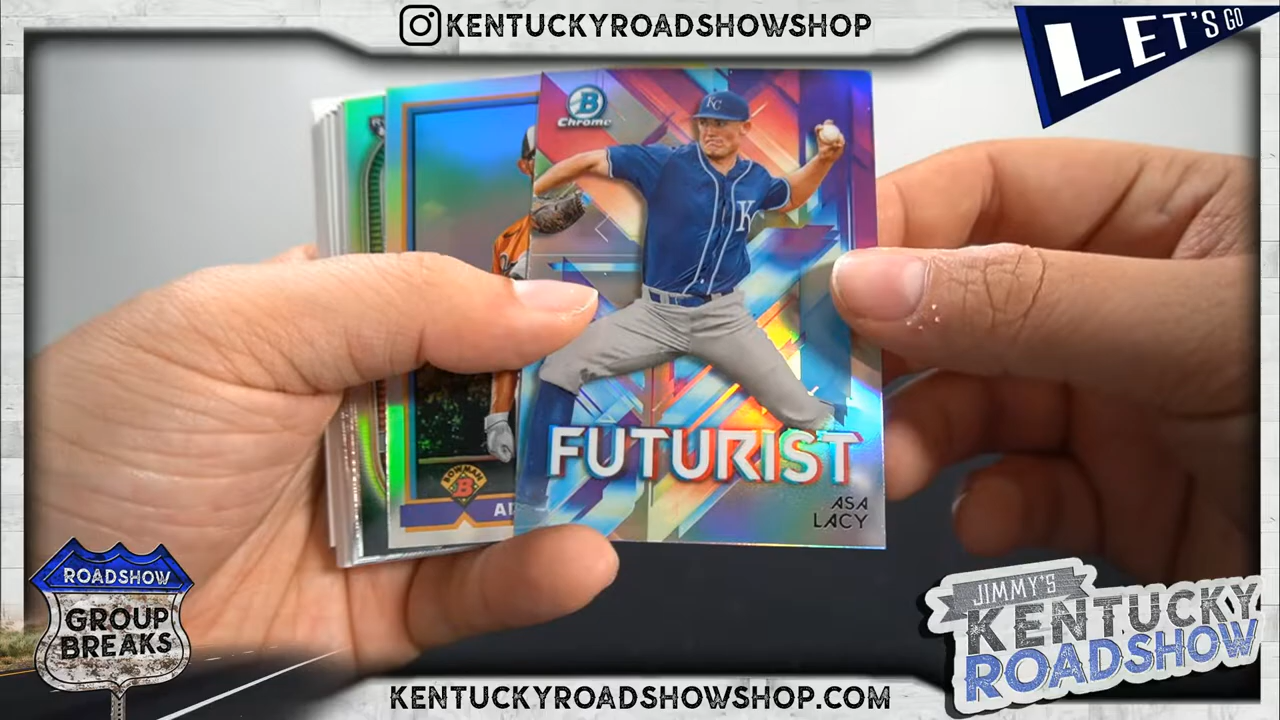 KENTUCKYROADSHOWSHOP
LET'S GO
B
Chrome
KC
K
FUTURIST
ASA
LACY
BOWMAN
B
ROADSHOW
GROUP
BREAKS
JIMMY'S
KENTUCKY
ROADSHOW
KENTUCKYROADSHOWSHOP.COM